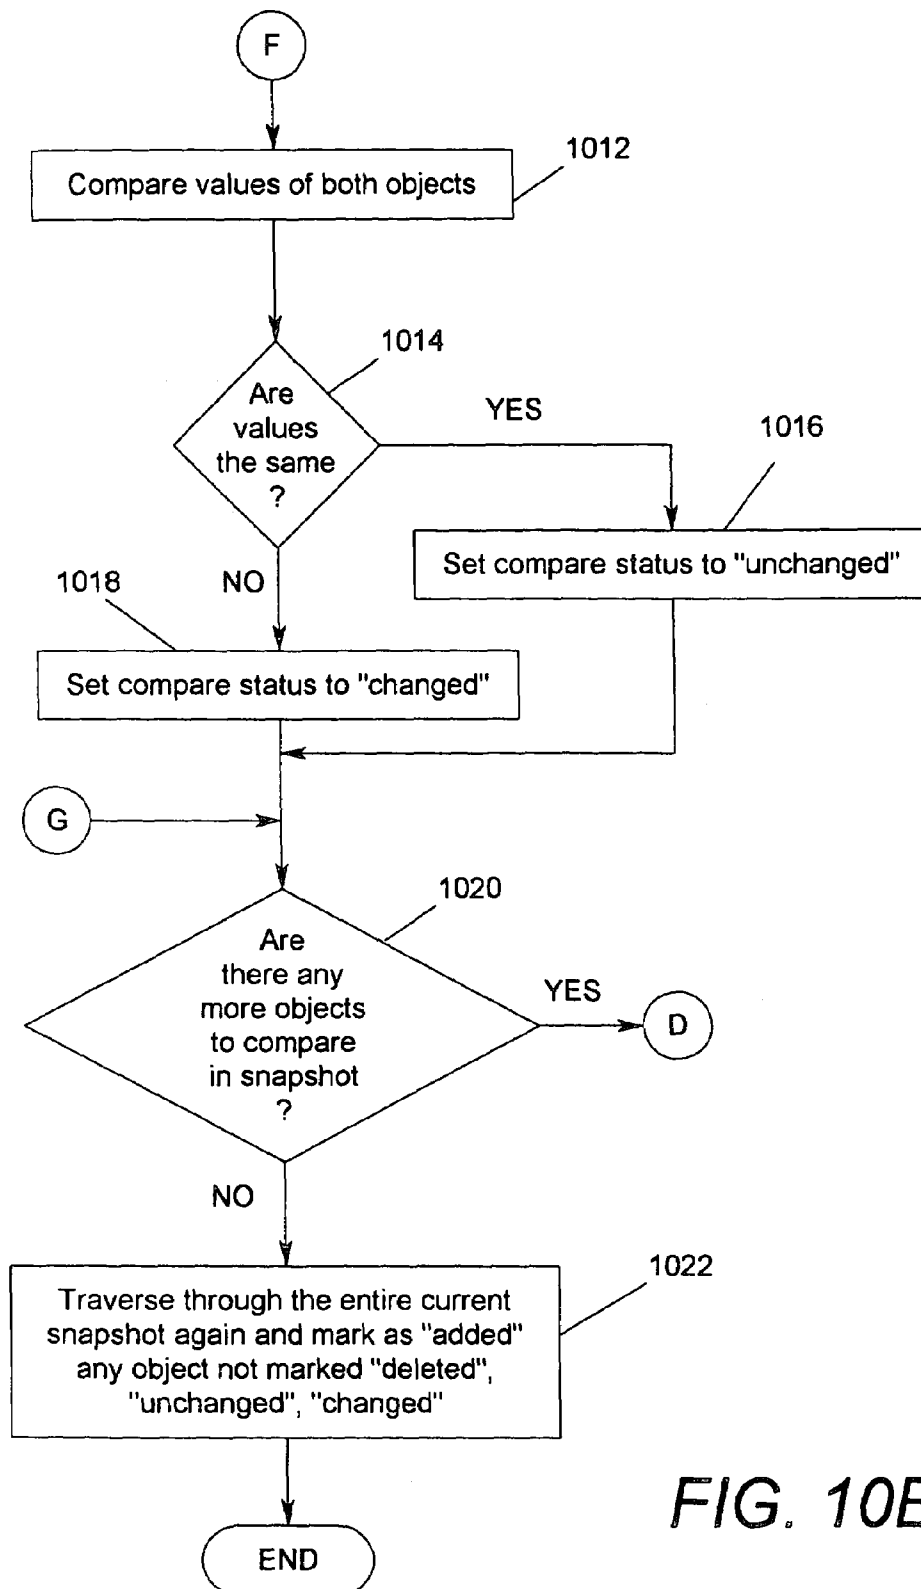 F
1012
Compare values of both objects
1014
Are
values
the same
?
YES
1016
Set compare status to "unchanged"
NO
1018
Set compare status to "changed"
G
1020
Are
there any
more objects
to compare
in snapshot
?
YES
D
NO
1022
Traverse through the entire current
snapshot again and mark as "added"
any object not marked "deleted",
"unchanged", "changed"
END
FIG. 10B